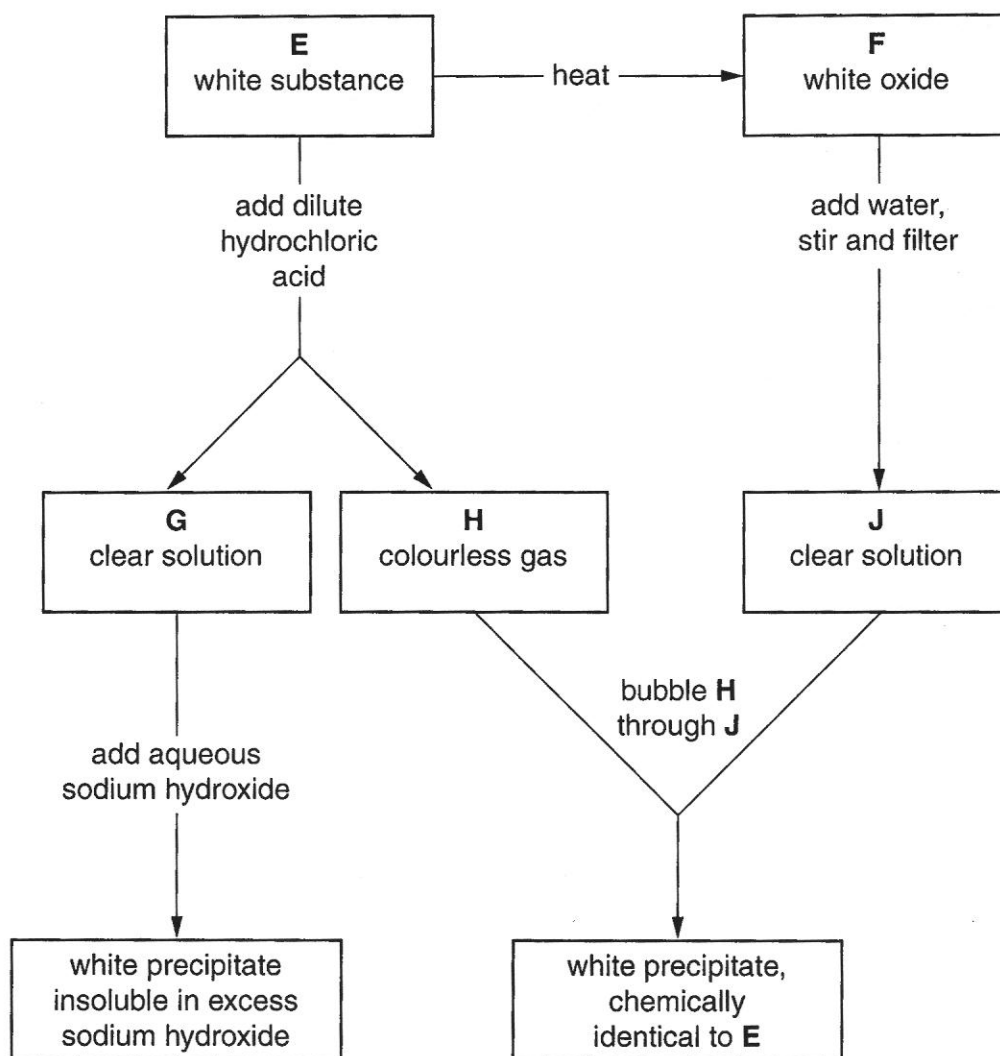 E
white substance
heat
F
white oxide
add dilute
hydrochloric
acid
add water,
stir and filter
G
clear solution
H
colourless gas
J
clear solution
bubble H
through J
add aqueous
sodium hydroxide
white precipitate
insoluble in excess
sodium hydroxide
white precipitate,
chemically
identical to E